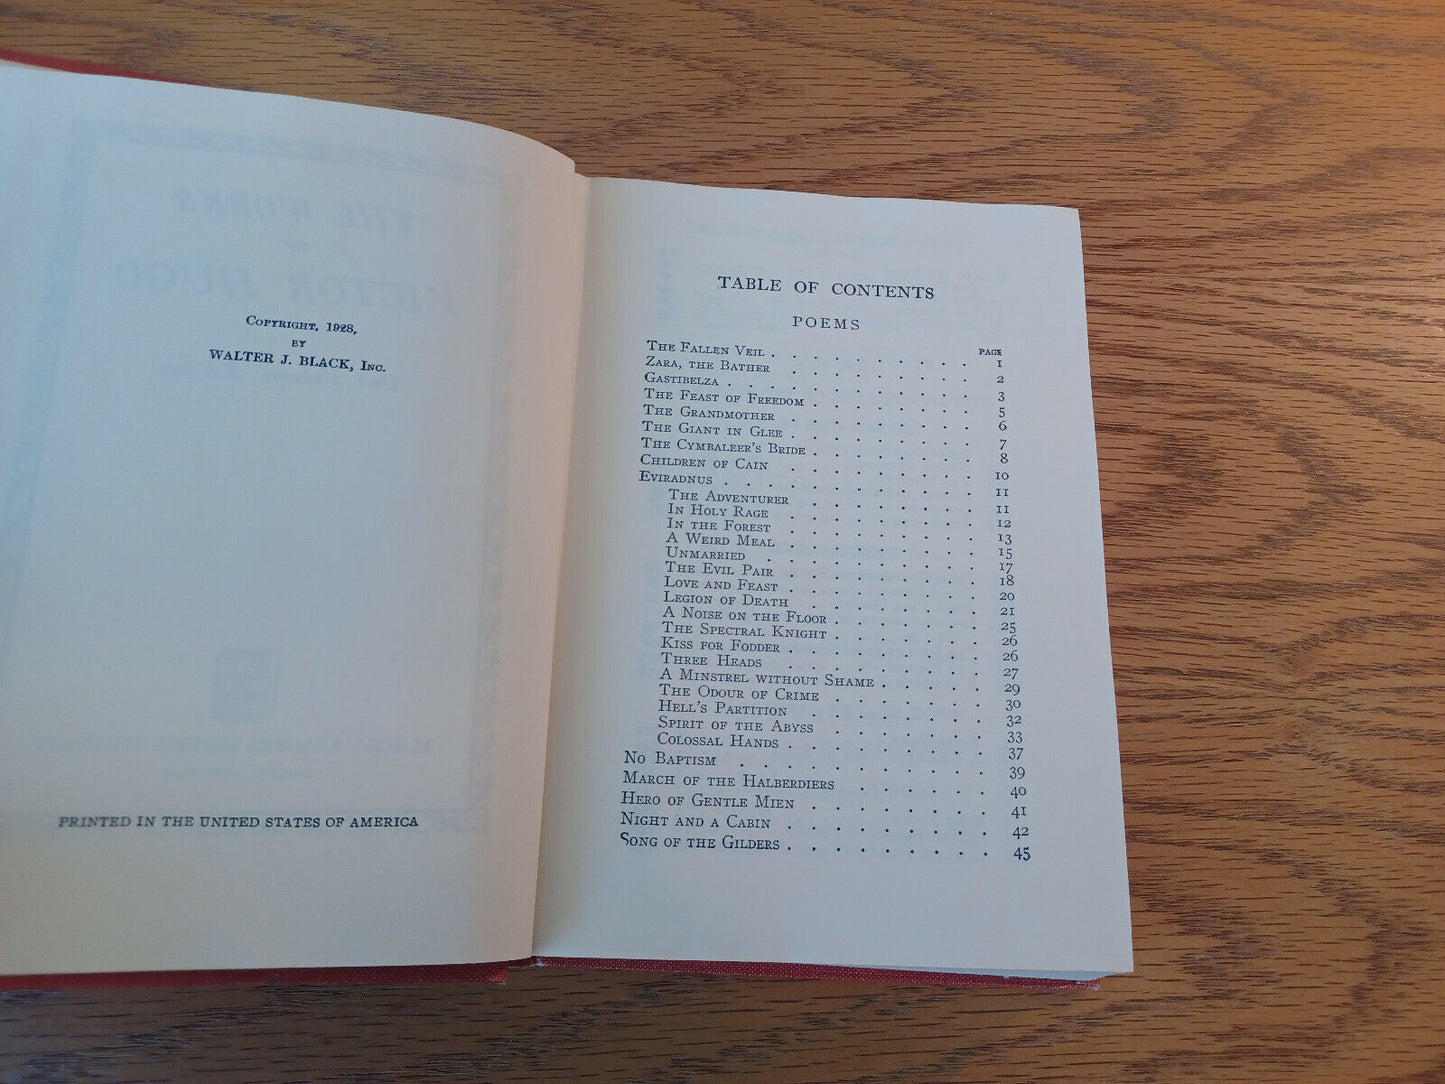 COPYRIGHT, 1928,
BY
WALTER J. BLACK, INC.
PRINTED IN THE UNITED STATES OF AMERICA
TABLE OF CONTENTS
POEMS
PAGE
THE FALLEN VEIL . . . . . . . . . . 1
ZARA, THE BATHER . . . . . . . . . 2
GASTIBELZA . . . . . . . . . . . . 3
THE FEAST OF FREEDOM . . . . . . . . 5
THE GRANDMOTHER . . . . . . . . . 6
THE GIANT IN GLEE . . . . . . . . . 7
THE CYMBALEER'S BRIDE . . . . . . . . 8
CHILDREN OF CAIN . . . . . . . . . 10
EVIRADNUS . . . . . . . . . . . . 11
THE ADVENTURER . . . . . . . . 11
IN HOLY RAGE . . . . . . . . . 12
IN THE FOREST . . . . . . . . . 13
A WEIRD MEAL . . . . . . . . . 15
UNMARRIED . . . . . . . . . . 17
THE EVIL PAIR . . . . . . . . . 18
LOVE AND FEAST . . . . . . . . . 20
LEGION OF DEATH . . . . . . . . 21
A NOISE ON THE FLOOR . . . . . . . 25
THE SPECTRAL KNIGHT . . . . . . . 26
KISS FOR FODDER . . . . . . . . . 26
THREE HEADS . . . . . . . . . 27
A MINSTREL WITHOUT SHAME . . . . . 29
THE ODOUR OF CRIME . . . . . . . 30
HELL'S PARTITION . . . . . . . . 32
SPIRIT OF THE ABYSS . . . . . . . . 33
COLOSSAL HANDS . . . . . . . . . 37
NO BAPTISM . . . . . . . . . . . 39
MARCH OF THE HALBERDIERS . . . . . . . 40
HERO OF GENTLE MIEN . . . . . . . . 41
NIGHT AND A CABIN . . . . . . . . . 42
SONG OF THE GILDERS . . . . . . . . . 45